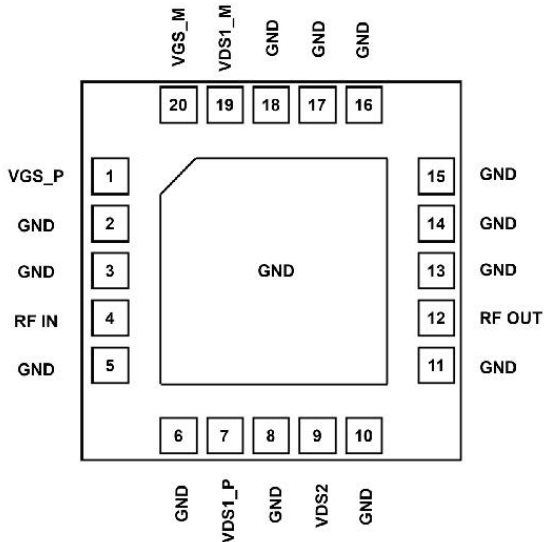 VGS_M VDS1_M GND GND GND
20 19 18 17 16
VGS_P 1 15 GND
GND 2 14 GND
GND 3 GND 13 GND
RF IN 4 12 RF OUT
GND 5 11 GND
6 7 8 9 10
GND VDS1_P GND VDS2 GND